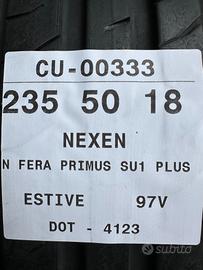 CU-00333
235 50 18
NEXEN
N FERA PRIMUS SU1 PLUS
ESTIVE 97V
DOT - 4123
subito